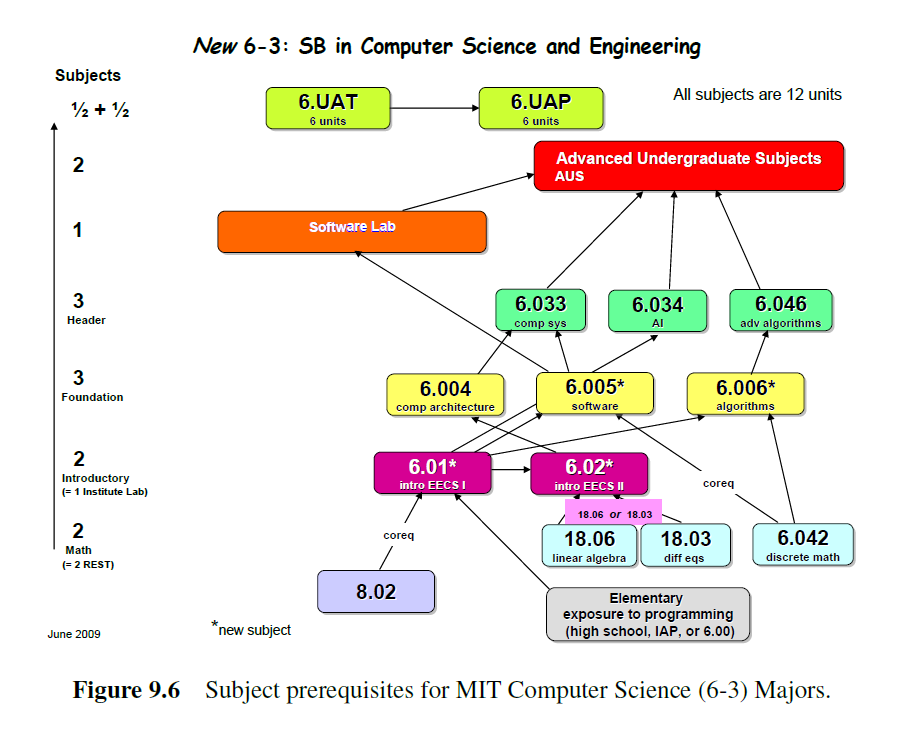 New 6-3: SB in Computer Science and Engineering
Subjects
½ + ½
6.UAT
6 units
6.UAP
6 units
All subjects are 12 units
2
Advanced Undergraduate Subjects
AUS
1
Software Lab
3
Header
6.033
comp sys
6.034
AI
6.046
adv algorithms
3
Foundation
6.004
comp architecture
6.005*
software
6.006*
algorithms
2
Introductory
(= 1 Institute Lab)
6.01*
intro EECS I
6.02*
intro EECS II
coreq
2
Math
(= 2 REST)
coreq
18.06 or 18.03
18.06
linear algebra
18.03
diff eqs
6.042
discrete math
8.02
Elementary
exposure to programming
(high school, IAP, or 6.00)
June 2009
*new subject
Figure 9.6 Subject prerequisites for MIT Computer Science (6-3) Majors.